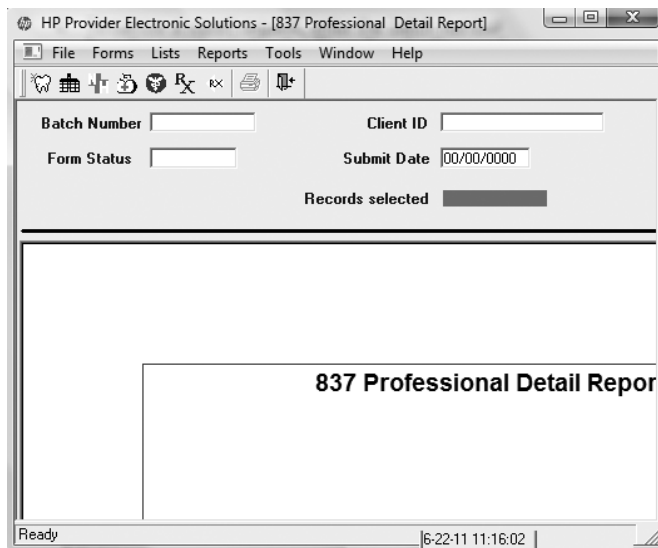 HP Provider Electronic Solutions - [837 Professional Detail Report]
File Forms Lists Reports Tools Window Help
Batch Number Client ID
Form Status Submit Date 00/00/0000
Records selected
837 Professional Detail Repor
Ready 6-22-11 11:16:02